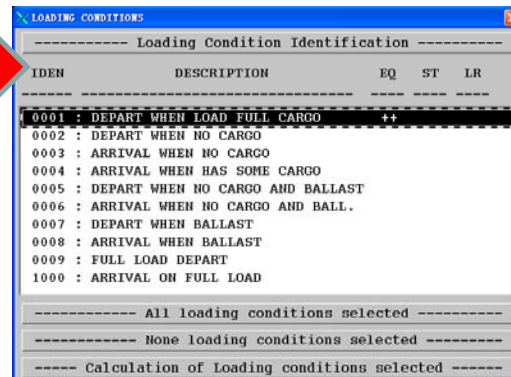 LOADING CONDITIONS
----------- Loading Condition Identification ----------
IDEN DESCRIPTION EQ ST LR
------ ---------------------------------- ---- ---- ----
0001 : DEPART WHEN LOAD FULL CARGO ++
0002 : DEPART WHEN NO CARGO
0003 : ARRIVAL WHEN NO CARGO
0004 : ARRIVAL WHEN HAS SOME CARGO
0005 : DEPART WHEN NO CARGO AND BALLAST
0006 : ARRIVAL WHEN NO CARGO AND BALL.
0007 : DEPART WHEN BALLAST
0008 : ARRIVAL WHEN BALLAST
0009 : FULL LOAD DEPART
1000 : ARRIVAL ON FULL LOAD
------------ All loading conditions selected ----------
------------ None loading conditions selected ---------
----- Calculation of Loading conditions selected ------